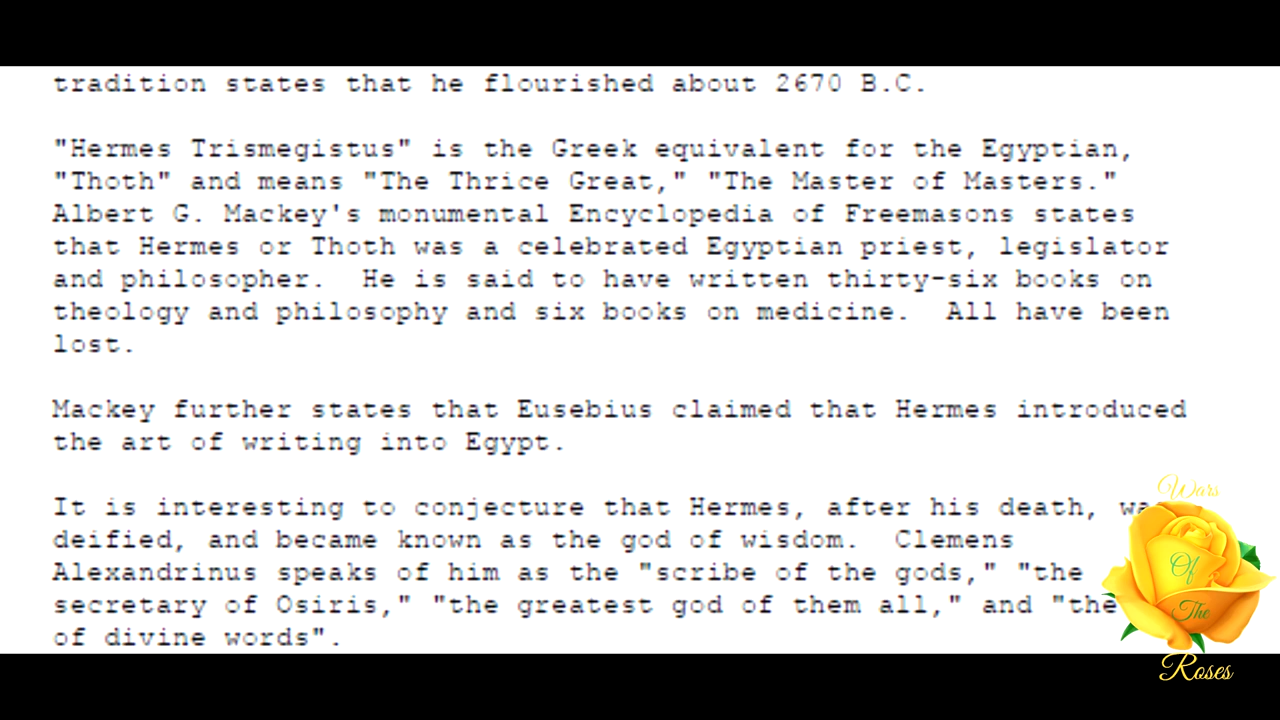 tradition states that he flourished about 2670 B.C.
"Hermes Trismegistus" is the Greek equivalent for the Egyptian,
"Thoth" and means "The Thrice Great," "The Master of Masters."
Albert G. Mackey's monumental Encyclopedia of Freemasons states
that Hermes or Thoth was a celebrated Egyptian priest, legislator
and philosopher.  He is said to have written thirty-six books on
theology and philosophy and six books on medicine.  All have been
lost.
Mackey further states that Eusebius claimed that Hermes introduced
the art of writing into Egypt.
It is interesting to conjecture that Hermes, after his death,
deified, and became known as the god of wisdom.  Clemens
Alexandrinus speaks of him as the "scribe of the gods," "the
secretary of Osiris," "the greatest god of them all," and "the
of divine words".
Wars
Of
The
Roses